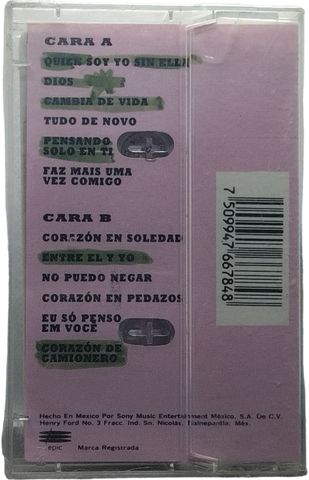 CARA A
QUIEN SOY YO SIN ELLA
DIOS
CAMBIA DE VIDA
TUDO DE NOVO
PENSANDO
SOLO EN TI
FAZ MAIS UMA
VEZ COMIGO
CARA B
CORAZÓN EN SOLEDAD
ENTRE EL Y YO
NO PUEDO NEGAR
CORAZÓN EN PEDAZOS
EU SÓ PENSO
EM VOCÊ
CORAZÓN DE
CAMIONERO
7 509947 667848
Hecho En Mexico Por Sony Music Entertainment México, S.A. De C.V.
Henry Ford No. 3 Fracc. Ind. Sn. Nicolás, Tlalnepantla, Méx.
epic
Marca Registrada